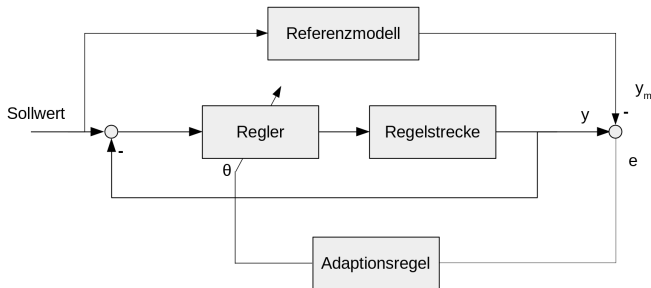 Referenzmodell
y_m
Sollwert
-
y
Regler
Regelstrecke
-
e
θ
Adaptionsregel